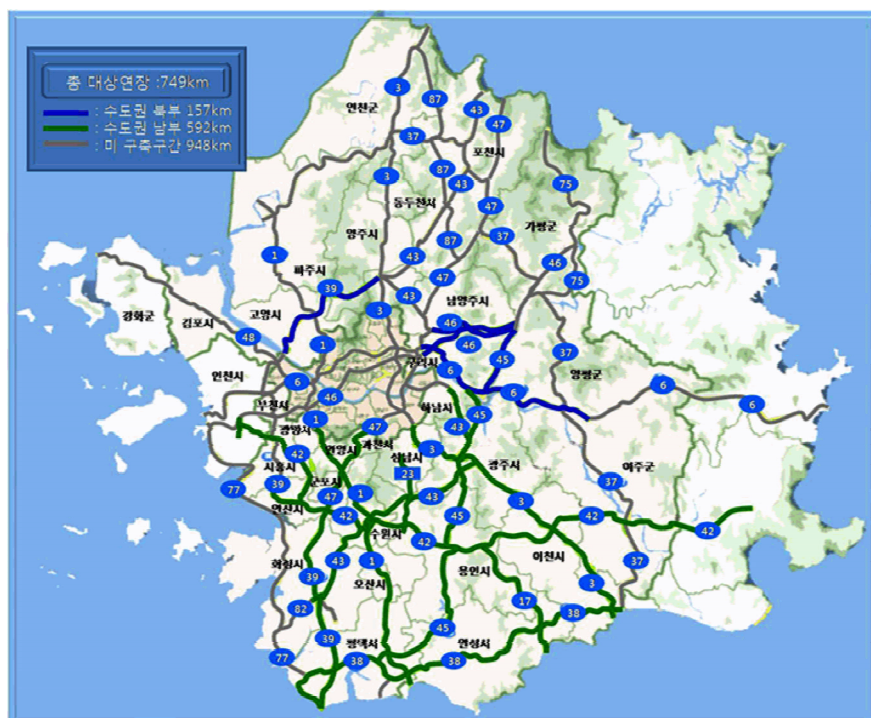 총 대상연장 :749km
: 수도권 북부 157km
: 수도권 남부 592km
: 미 구축구간 948km
3
연천군
87
43
47
37
포천시
3
87
43
75
동두천시
47
양주시
가평군
87
37
1
43
46
파주시
47
75
39
43
남양주시
강화군
김포시
고양시
3
46
48
1
46
구리시
45
37
양평군
인천시
6
6
6
6
부천시
46
하남시
45
1
47
43
광명시
안양시
과천시
3
42
성남시
광주시
시흥시
23
여주군
77
39
군포시
47
1
43
37
안산시
42
45
3
42
수원시
42
42
화성시
43
1
이천시
37
39
오산시
용인시
3
82
17
38
39
45
평택시
안성시
77
38
38